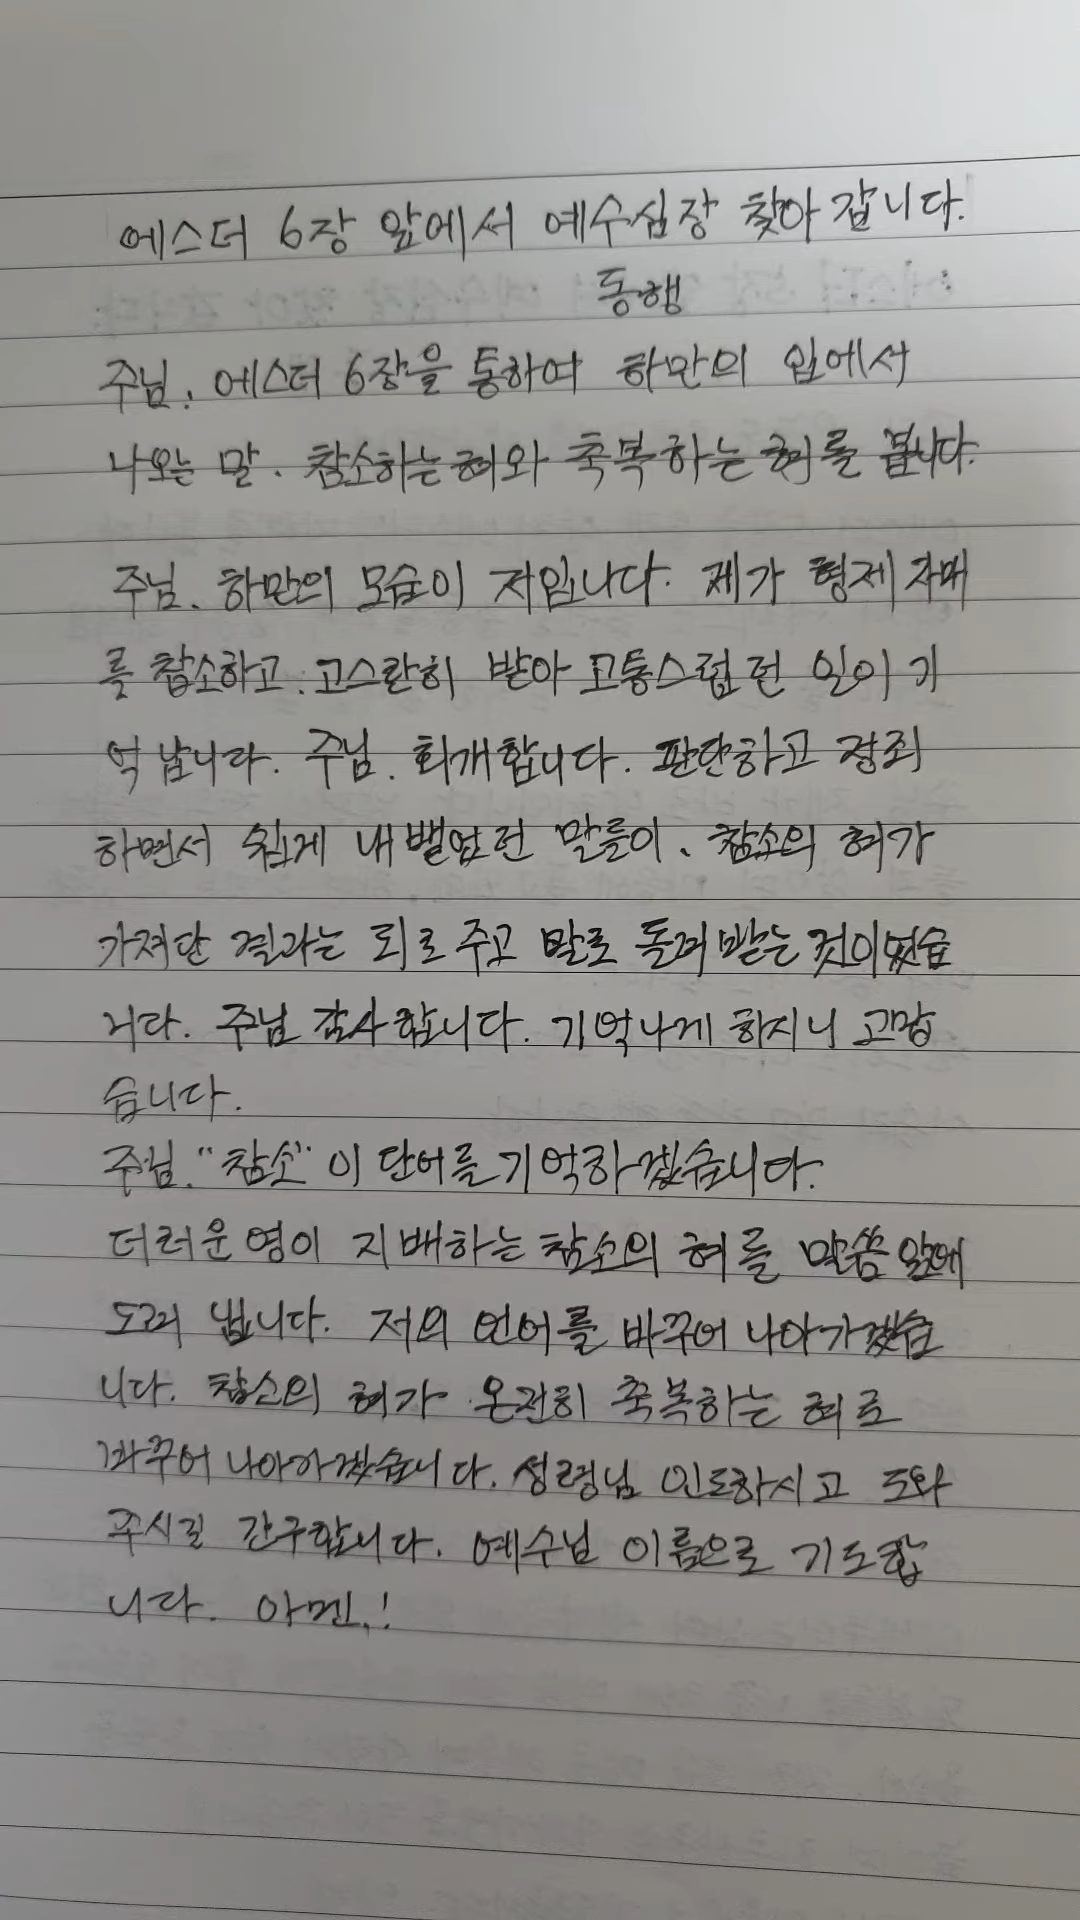 에스더 6장 앞에서 예수심장 찾아 갑니다.
동행
주님. 에스더 6장을 통하여 하만의 입에서
나오는 말. 참소하는혀와 축복하는혀를 봅니다.
주님. 하만의 모습이 저입니다. 제가 형제 자매
를 참소하고. 고스란히 받아 고통스럽던 일이 기
억 납니다. 주님. 회개합니다. 판단하고 정죄
하면서 쉽게 내뱉었던 말들이. 참소의 혀가
가져단 결과는 되로 주고 말로 돌려 받는 것이였습
니다. 주님 감사합니다. 기억나게 하지니 고맙
습니다.
주님. "참소" 이 단어를 기억하겠습니다.
더러운 영이 지배하는 참소의 혀를 말씀 앞에
도려 냅니다. 저의 언어를 바꾸어 나아가겠습
니다. 참소의 혀가 온전히 축복하는 혀로
바꾸어 나아가겠습니다. 성령님 인도하시고 도와
주시길 간구합니다. 예수님 이름으로 기도합
니다. 아멘.!